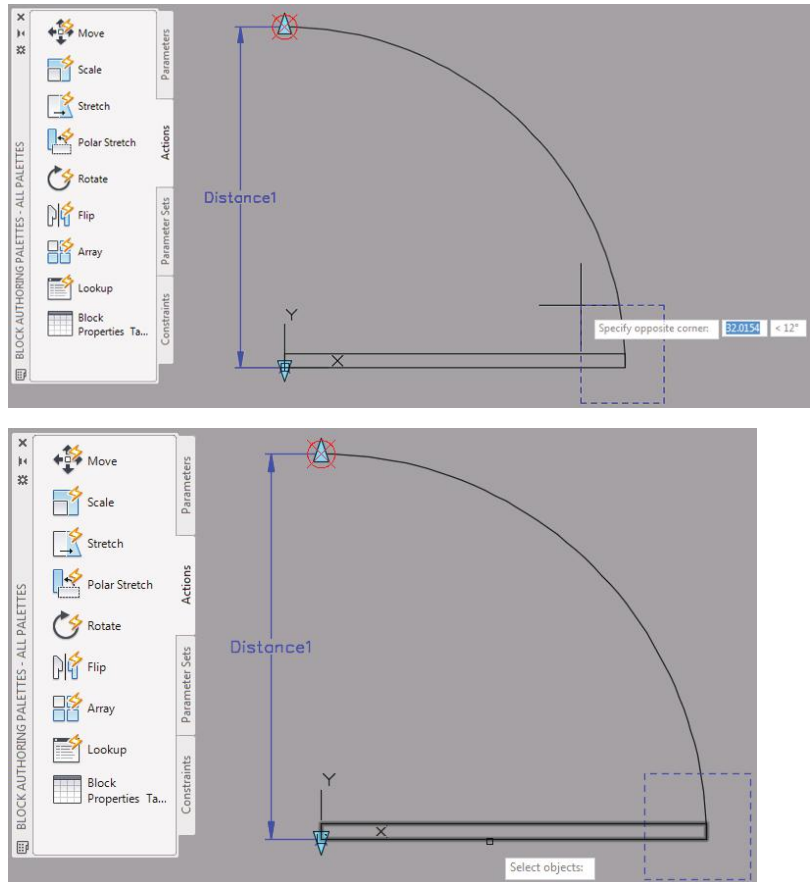 BLOCK AUTHORING PALETTES - ALL PALETTES
Move
Scale
Stretch
Polar Stretch
Rotate
Flip
Array
Lookup
Block
Properties Ta...
Parameters
Actions
Parameter Sets
Constraints
Distance1
Y
X
Specify opposite corner:
32.0154
< 12°
BLOCK AUTHORING PALETTES - ALL PALETTES
Move
Scale
Stretch
Polar Stretch
Rotate
Flip
Array
Lookup
Block
Properties Ta...
Parameters
Actions
Parameter Sets
Constraints
Distance1
Y
X
Select objects: